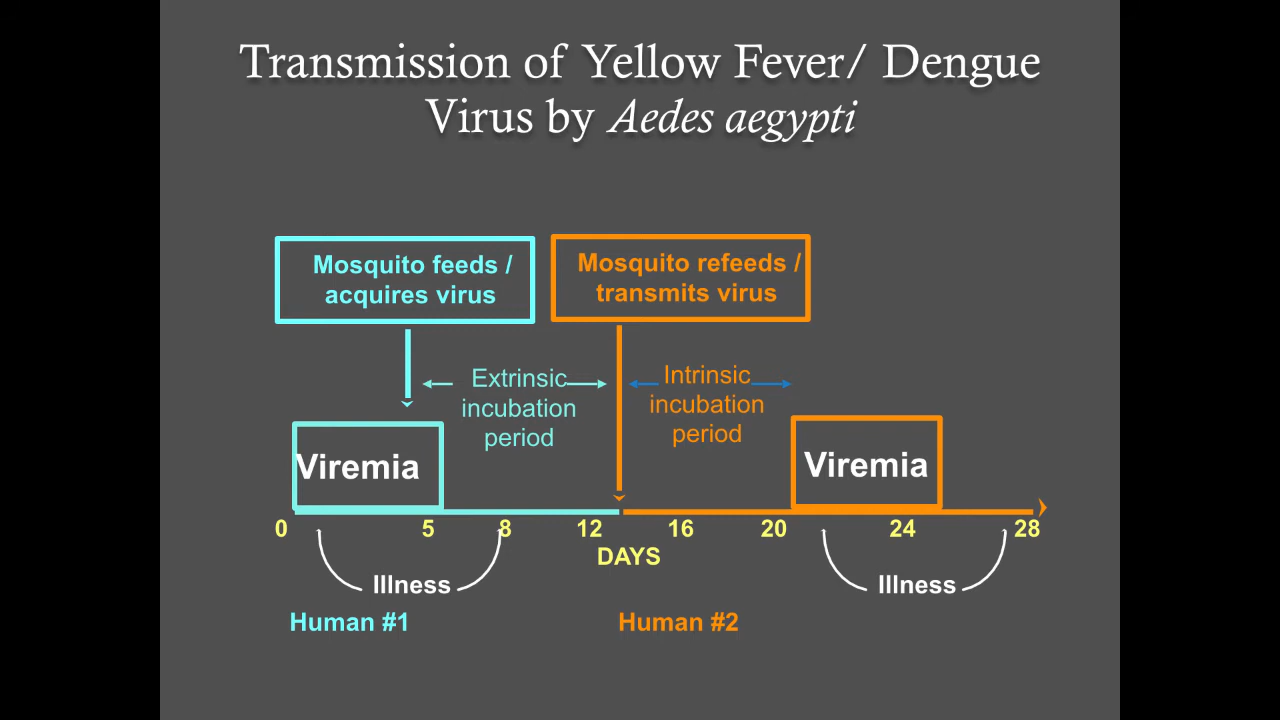 Transmission of Yellow Fever/ Dengue
Virus by Aedes aegypti
Mosquito feeds /
acquires virus
Mosquito refeeds /
transmits virus
Extrinsic
incubation
period
Intrinsic
incubation
period
Viremia
Viremia
0 5 8 12 16 20 24 28
DAYS
Illness
Illness
Human #1
Human #2